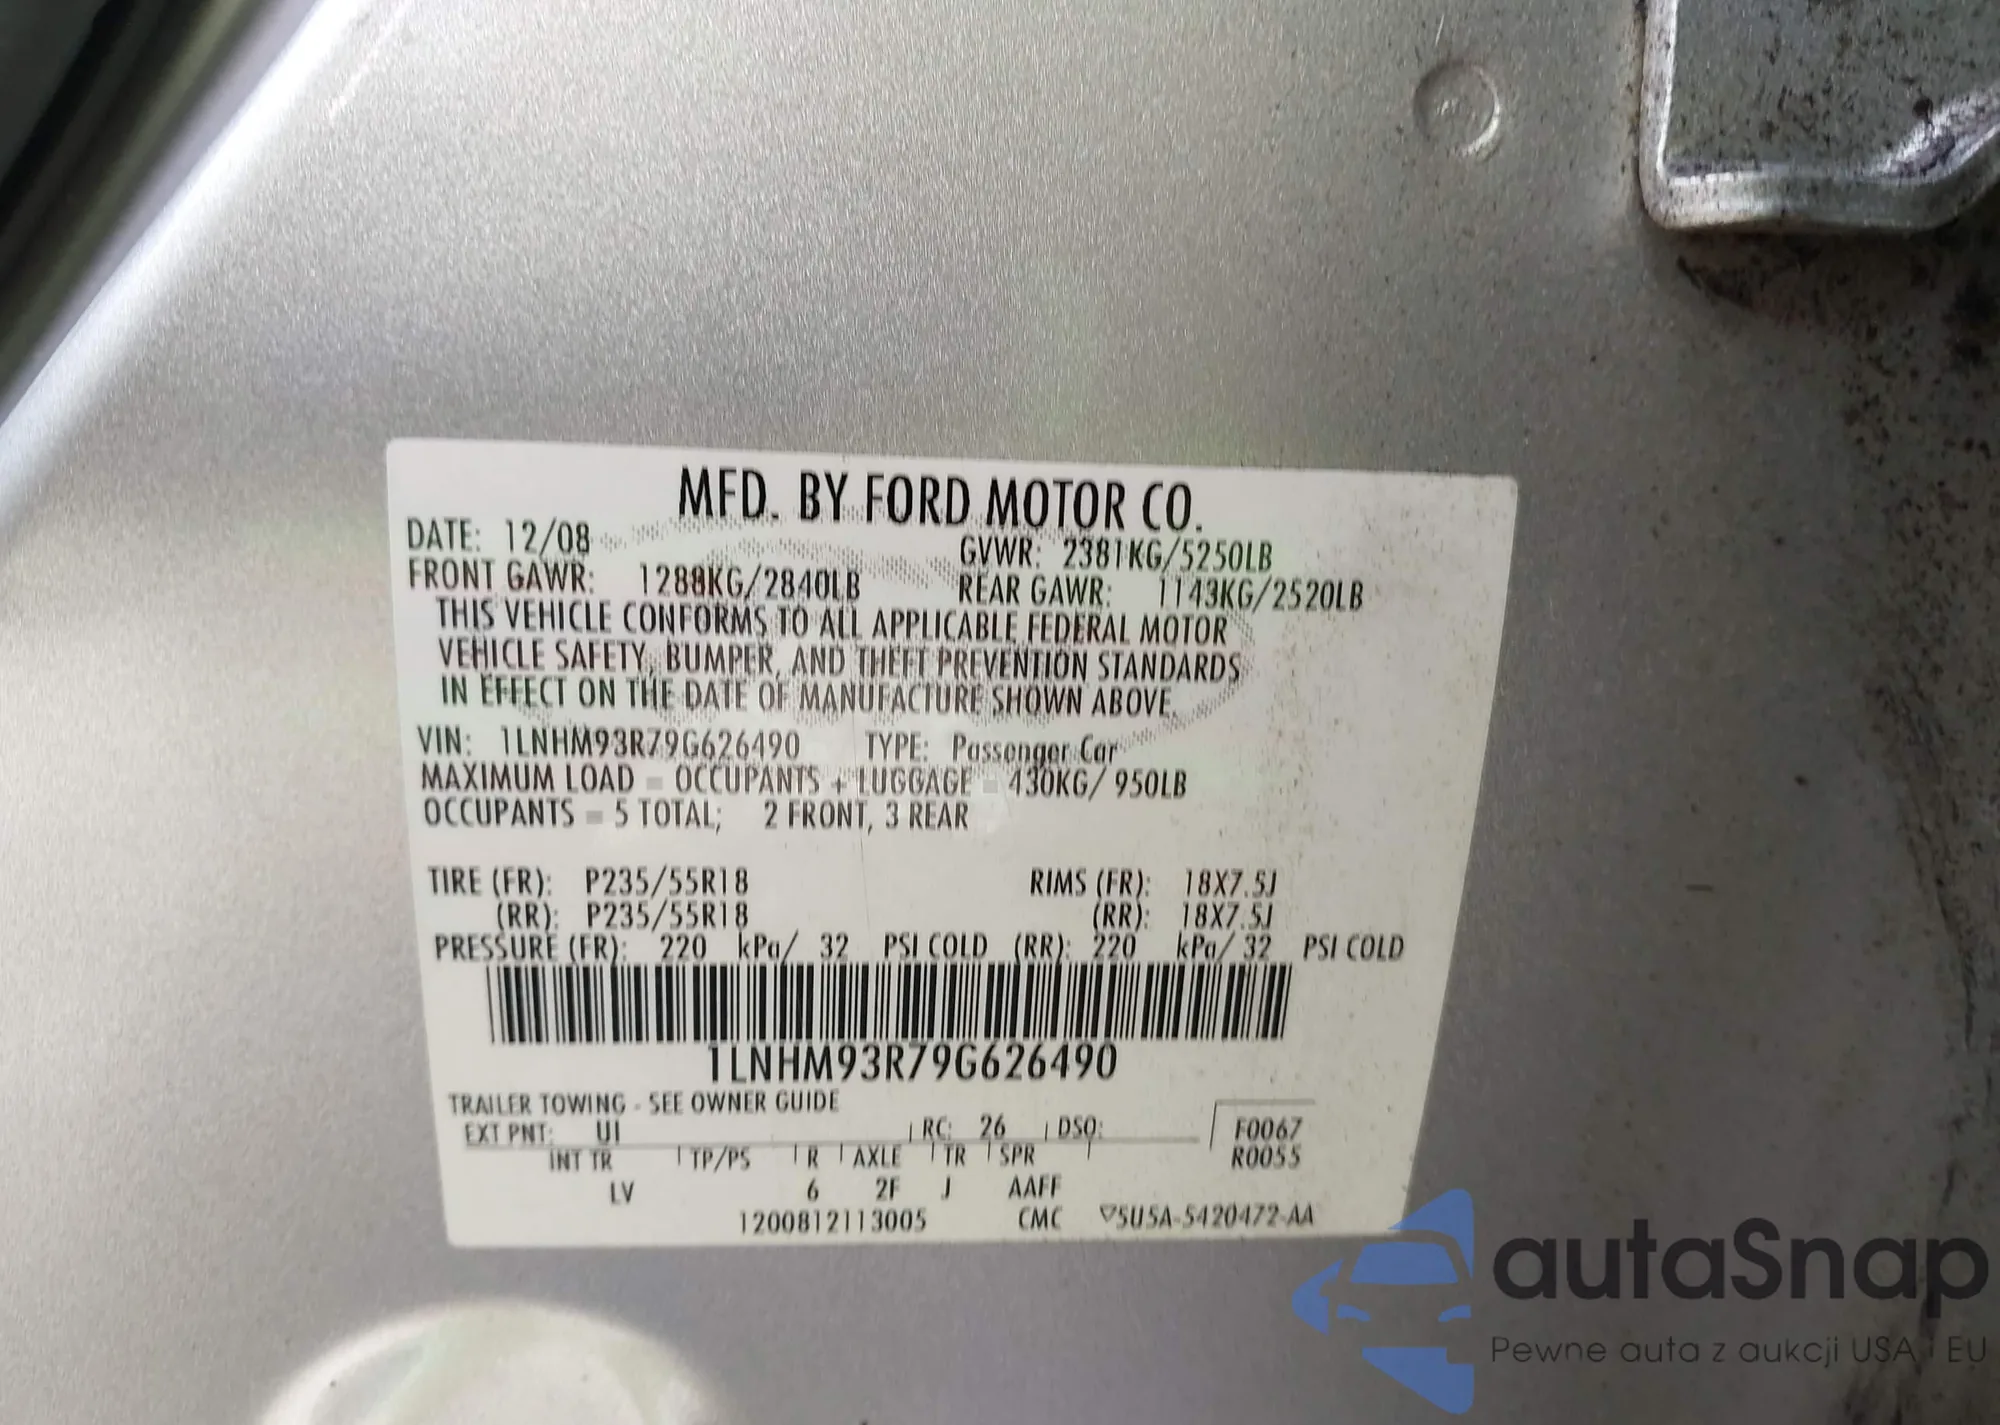 MFD. BY FORD MOTOR CO.
DATE: 12/08 GVWR: 2381KG/5250LB
FRONT GAWR: 1288KG/2840LB REAR GAWR: 1143KG/2520LB
THIS VEHICLE CONFORMS TO ALL APPLICABLE FEDERAL MOTOR
VEHICLE SAFETY, BUMPER, AND THEFT PREVENTION STANDARDS
IN EFFECT ON THE DATE OF MANUFACTURE SHOWN ABOVE.
VIN: 1LNHM93R79G626490 TYPE: Passenger Car
MAXIMUM LOAD = OCCUPANTS + LUGGAGE = 430KG/ 950LB
OCCUPANTS = 5 TOTAL; 2 FRONT, 3 REAR
TIRE (FR): P235/55R18 RIMS (FR): 18X7.5J
(RR): P235/55R18 (RR): 18X7.5J
PRESSURE (FR): 220 kPa/ 32 PSI COLD (RR): 220 kPa/ 32 PSI COLD
1LNHM93R79G626490
TRAILER TOWING - SEE OWNER GUIDE
EXT PNT: UI RC: 26 DSO: F0067
INT TR TP/PS R AXLE TR SPR R0055
LV 6 2F J AAFF
1200812113005 CMC ▽5U5A-5420472-AA
autaSnap
Pewne auta z aukcji USA i EU